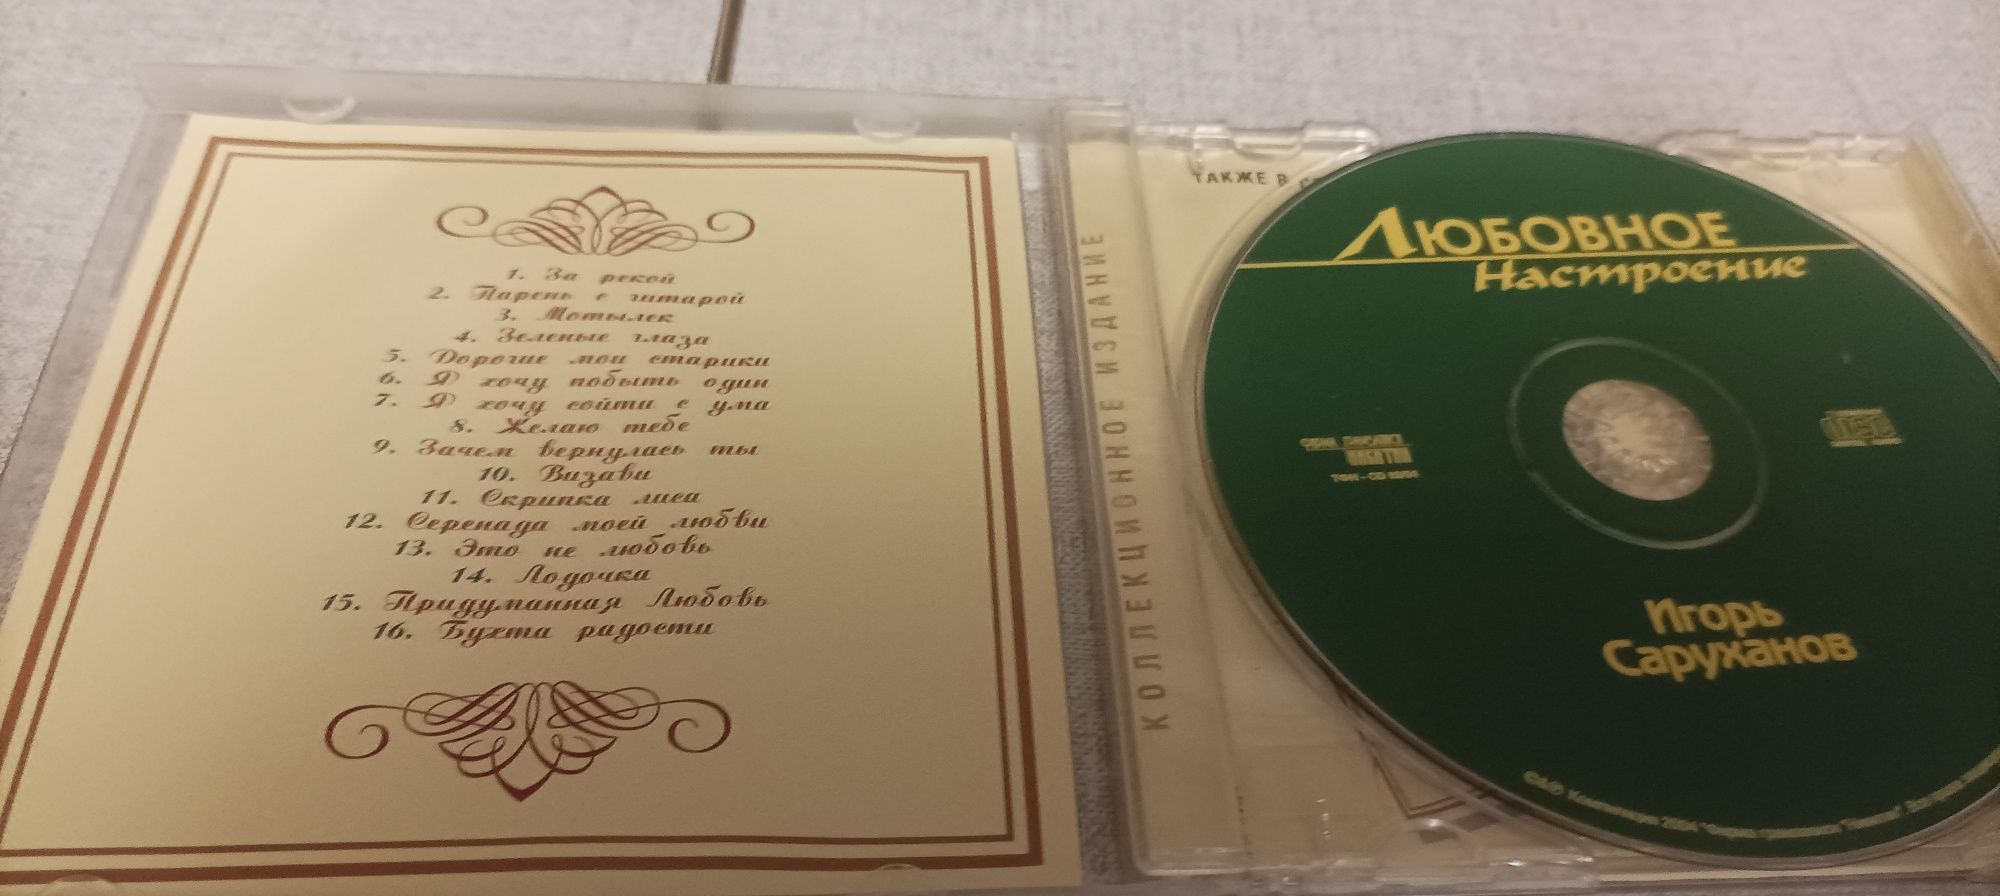 1. За рекой
2. Парень с гитарой
3. Мотылек
4. Зеленые глаза
5. Дорогие мои старики
6. Я хочу побыть один
7. Я хочу сойти с ума
8. Желаю тебе
9. Зачем вернулась ты
10. Визави
11. Скрипка лиса
12. Серенада моей любви
13. Это не любовь
14. Лодочка
15. Придуманная Любовь
16. Бухта радости
КОЛЛЕКЦИОННОЕ ИЗДАНИЕ
ТАКЖЕ В
ЛЮБОВНОЕ
Настроение
Игорь
Саруханов
Компиляция 2004